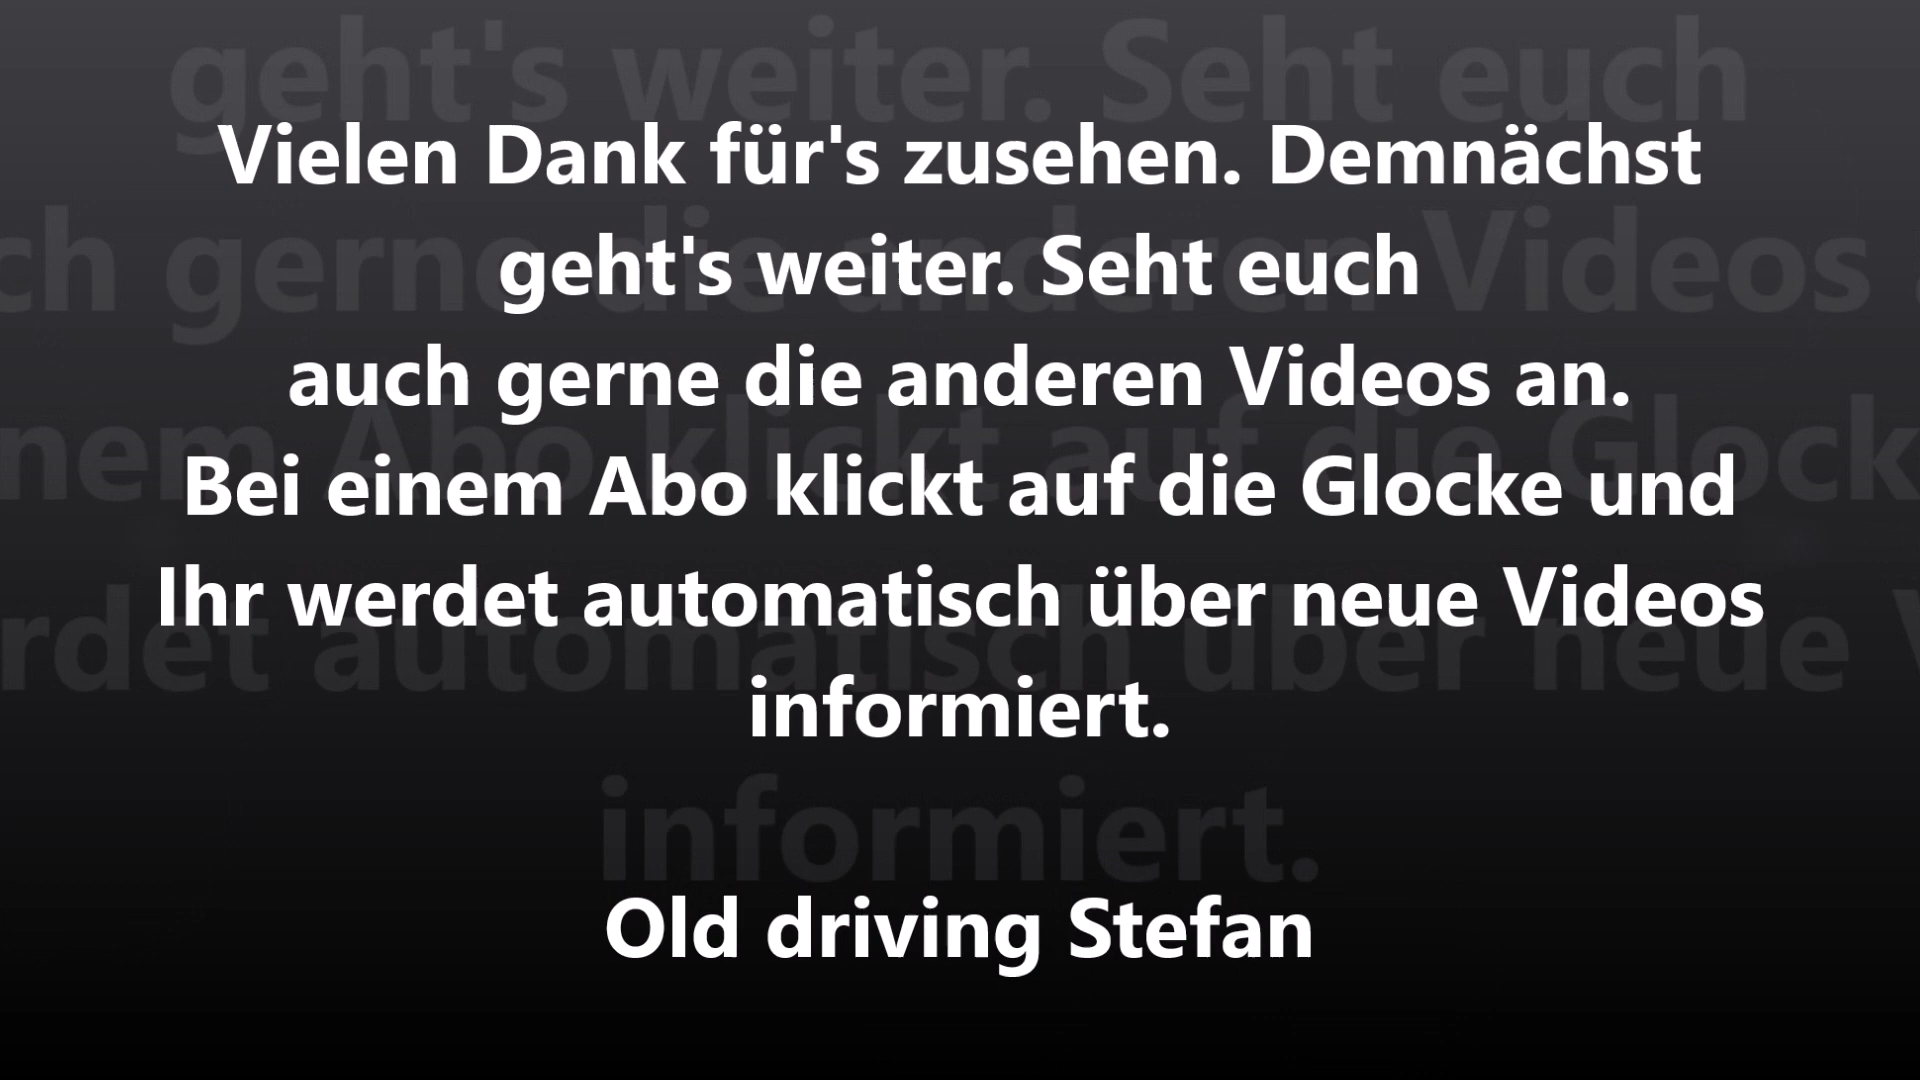 Vielen Dank für's zusehen. Demnächst
geht's weiter. Seht euch
auch gerne die anderen Videos an.
Bei einem Abo klickt auf die Glocke und
Ihr werdet automatisch über neue Videos
informiert.
Old driving Stefan